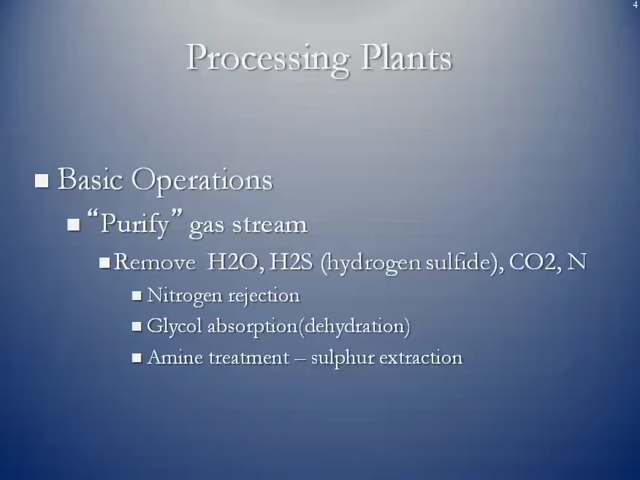 4
Processing Plants
■ Basic Operations
■ “Purify” gas stream
■ Remove H2O, H2S (hydrogen sulfide), CO2, N
■ Nitrogen rejection
■ Glycol absorption(dehydration)
■ Amine treatment – sulphur extraction